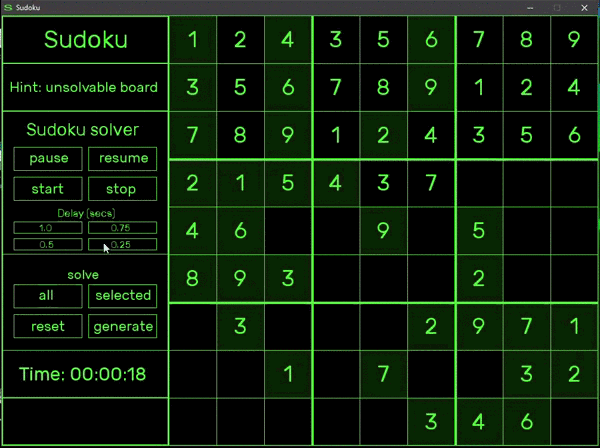 Sudoku
Sudoku
Hint: unsolvable board
Sudoku solver
pause resume
start stop
Delay (secs)
1.0 0.75
0.5 0.25
solve
all selected
reset generate
Time: 00:00:18
1 2 4 3 5 6 7 8 9
3 5 6 7 8 9 1 2 4
7 8 9 1 2 4 3 5 6
2 1 5 4 3 7
4 6 9 5
8 9 3 2
3 2 9 7 1
1 7 3 2
3 4 6